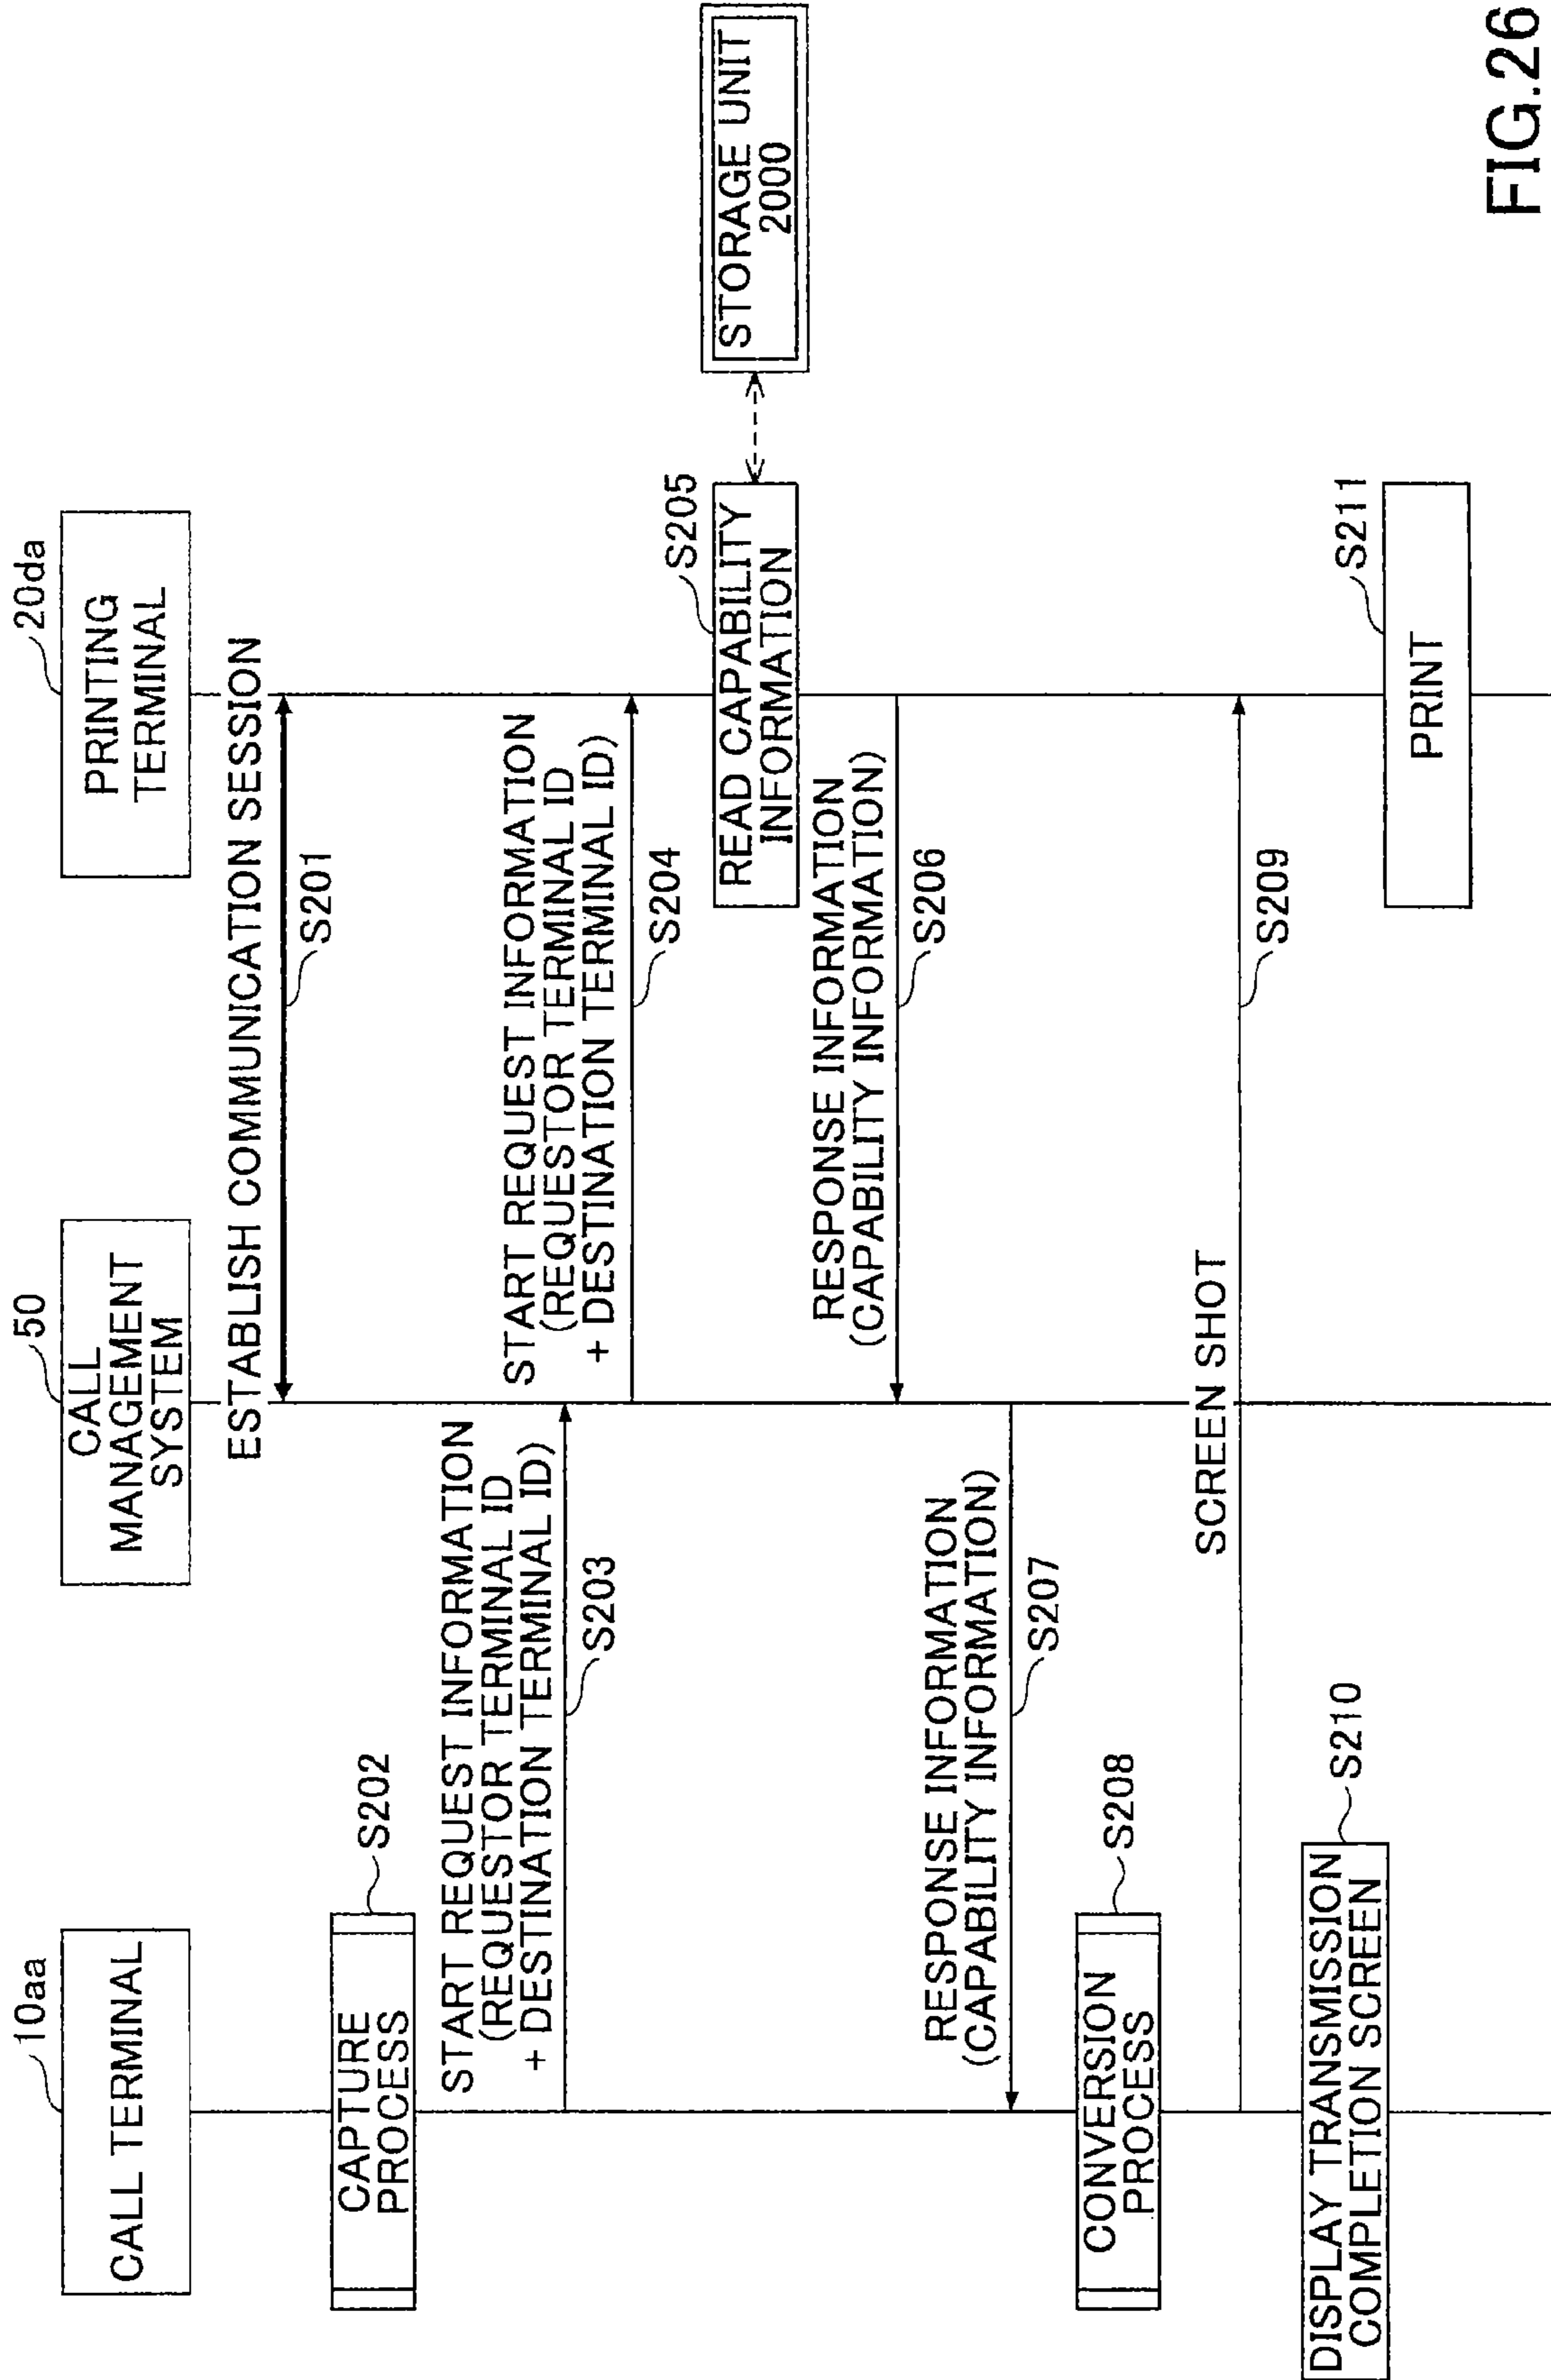 10aa
CALL TERMINAL
50
CALL
MANAGEMENT
SYSTEM
20da
PRINTING
TERMINAL
ESTABLISH COMMUNICATION SESSION
S201
CAPTURE
PROCESS
S202
START REQUEST INFORMATION
(REQUESTOR TERMINAL ID
+ DESTINATION TERMINAL ID)
S203
START REQUEST INFORMATION
(REQUESTOR TERMINAL ID
+ DESTINATION TERMINAL ID)
S204
S205
READ CAPABILITY
INFORMATION
STORAGE UNIT
2000
RESPONSE INFORMATION
(CAPABILITY INFORMATION)
S206
RESPONSE INFORMATION
(CAPABILITY INFORMATION)
S207
CONVERSION
PROCESS
S208
SCREEN SHOT
S209
DISPLAY TRANSMISSION
COMPLETION SCREEN
S210
PRINT
S211
FIG.26